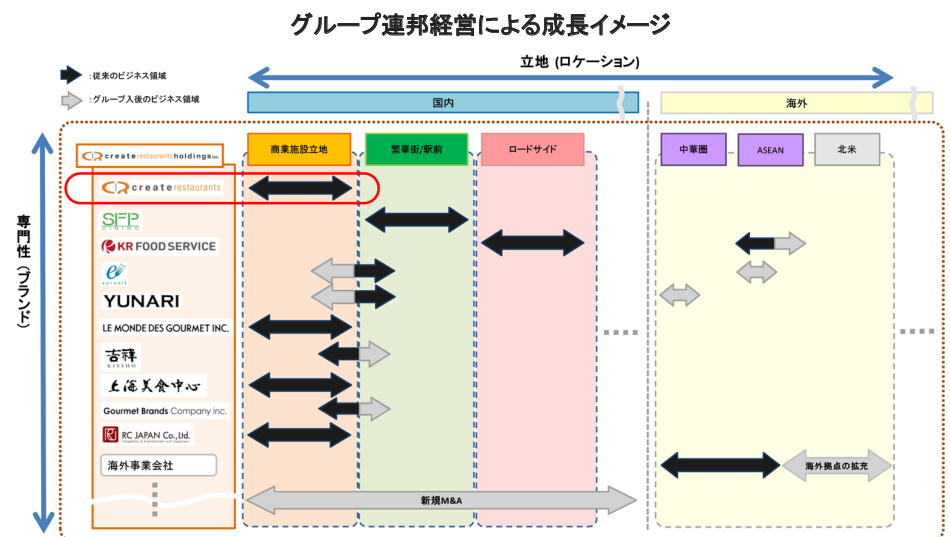 グループ連邦経営による成長イメージ
立地 (ロケーション)
:従来のビジネス領域
:グループ入後のビジネス領域
国内
海外
専門性 (ブランド)
create restaurants holdings inc.
商業施設立地
繁華街/駅前
ロードサイド
中華圏
ASEAN
北米
create restaurants
SFP
DINING
KR FOOD SERVICE
eatwalk
YUNARI
LE MONDE DES GOURMET INC.
吉祥
KISSHO
上海美食中心
Gourmet Brands Company inc.
RC JAPAN Co.,Ltd.
海外事業会社
海外拠点の拡充
新規M&A